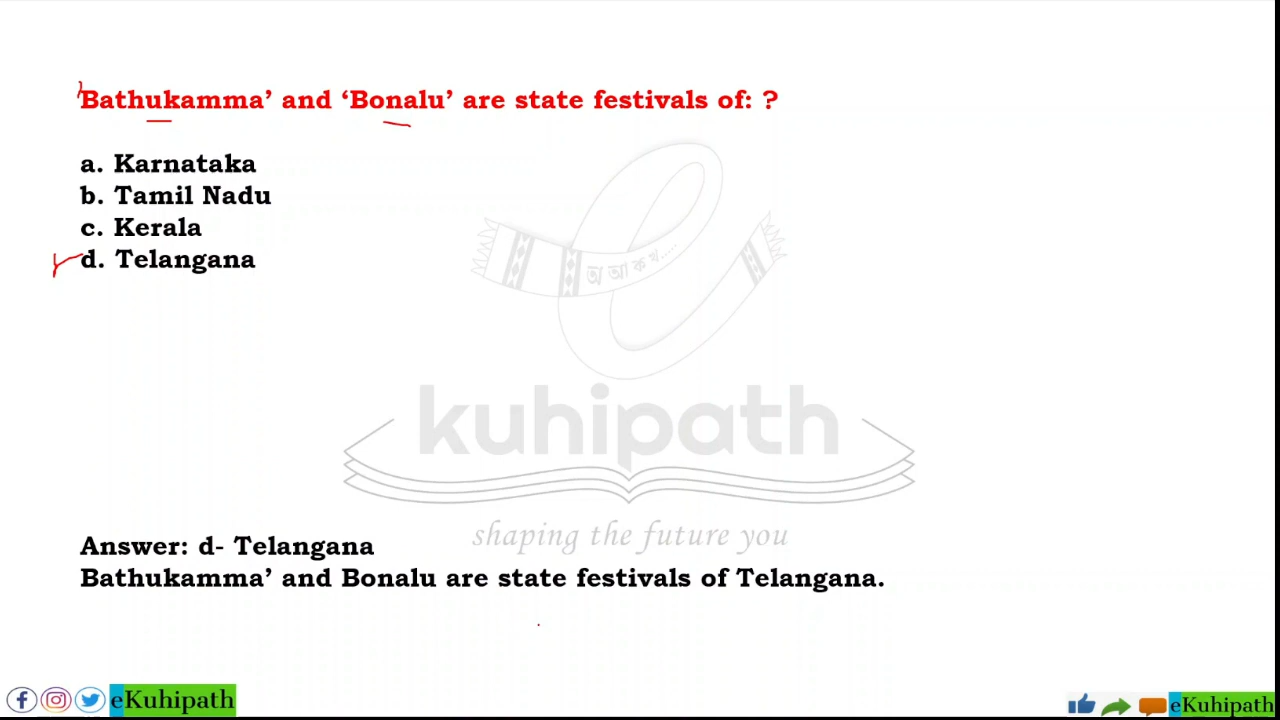 Bathukamma’ and ‘Bonalu’ are state festivals of: ?
a. Karnataka
b. Tamil Nadu
c. Kerala
d. Telangana
অ আ ক খ.....
kuhipath
shaping the future you
Answer: d- Telangana
Bathukamma’ and Bonalu are state festivals of Telangana.
eKuhipath
eKuhipath